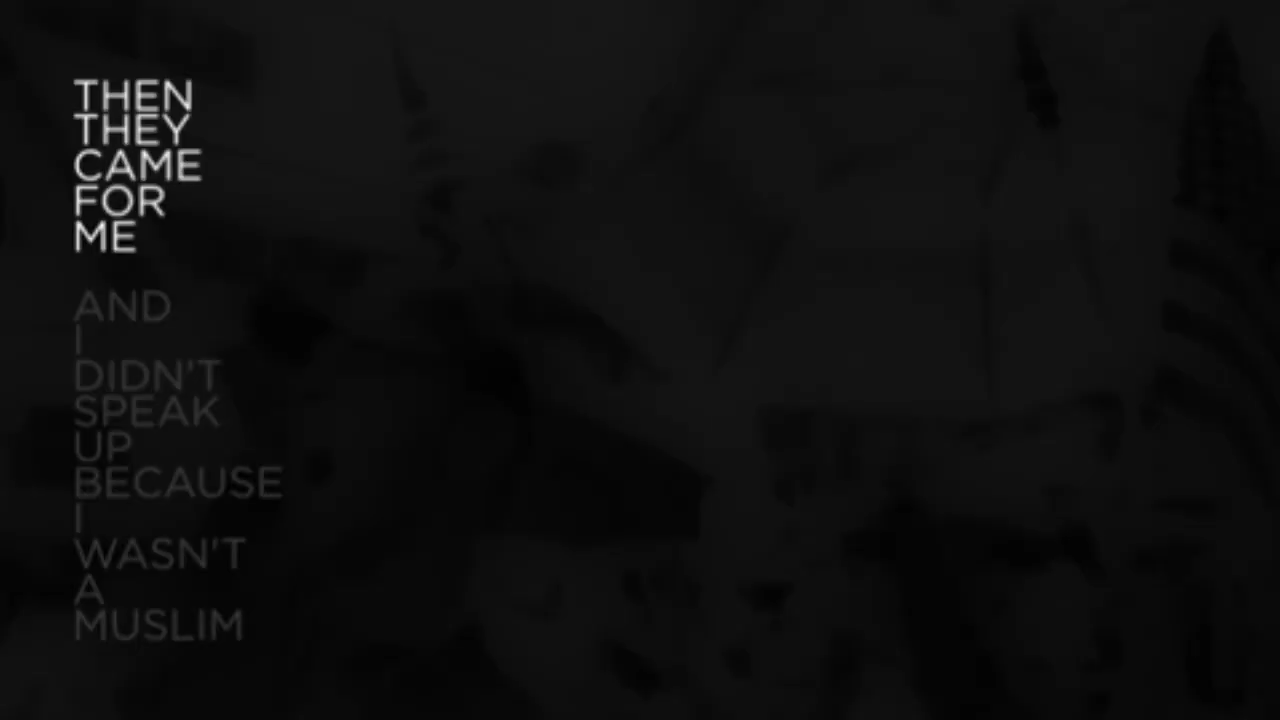 THEN
THEY
CAME
FOR
ME
AND
I
DIDN'T
SPEAK
UP
BECAUSE
I
WASN'T
A
MUSLIM